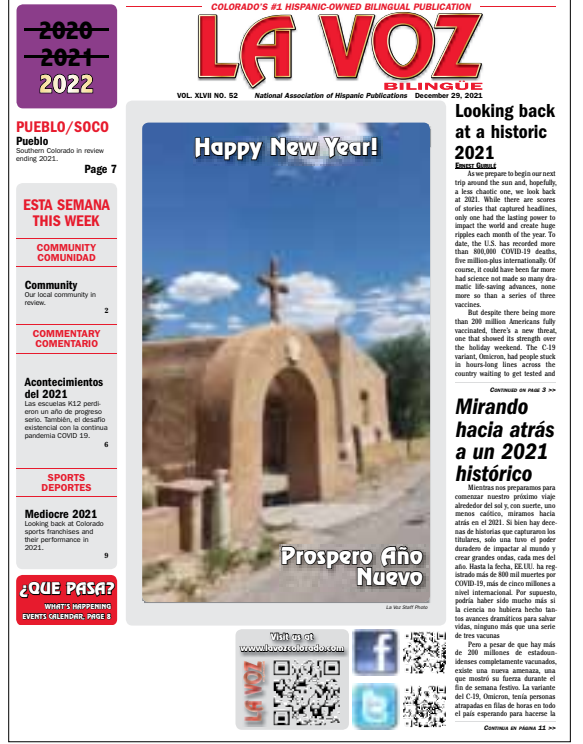 COLORADO'S #1 HISPANIC-OWNED BILINGUAL PUBLICATION
LA VOZ
BILINGÜE
VOL. XLVII NO. 52 National Association of Hispanic Publications December 29, 2021
2020
2021
2022
PUEBLO/SOCO
Pueblo
Southern Colorado in review
ending 2021.
Page 7
ESTA SEMANA
THIS WEEK
COMMUNITY
COMUNIDAD
Community
Our local community in
review.
2
COMMENTARY
COMENTARIO
Acontecimientos
del 2021
Las escuelas K12 perdi-
eron un año de progreso
serio. También, el desafío
existencial con la continua
pandemia COVID 19.
6
SPORTS
DEPORTES
Mediocre 2021
Looking back at Colorado
sports franchises and
their performance in
2021.
9
¿QUE PASA?
WHAT'S HAPPENING
EVENTS CALENDAR, PAGE 8
Happy New Year!
Prospero Año
Nuevo
La Voz Staff Photo
Visit us at
www.lavozcolorado.com
LA VOZ
f
t
Looking back
at a historic
2021
ERNEST GURULÉ
As we prepare to begin our next
trip around the sun and, hopefully,
a less chaotic one, we look back
at 2021. While there are scores
of stories that captured headlines,
only one had the lasting power to
impact the world and create huge
ripples each month of the year. To
date, the U.S. has recorded more
than 800,000 COVID-19 deaths,
five million-plus internationally. Of
course, it could have been far more
had science not made so many dra-
matic life-saving advances, none
more so than a series of three
vaccines.
But despite there being more
than 200 million Americans fully
vaccinated, there's a new threat,
one that showed its strength over
the holiday weekend. The C-19
variant, Omicron, had people stuck
in hours-long lines across the
country waiting to get tested and
CONTINUED ON PAGE 3 >>
Mirando
hacia atrás
a un 2021
histórico
Mientras nos preparamos para
comenzar nuestro próximo viaje
alrededor del sol y, con suerte, uno
menos caótico, miramos hacia
atrás en el 2021. Si bien hay dece-
nas de historias que capturaron los
titulares, solo una tuvo el poder
duradero de impactar al mundo y
crear grandes ondas, cada mes del
año. Hasta la fecha, EE.UU. ha reg-
istrado más de 800 mil muertes por
COVID-19, más de cinco millones a
nivel internacional. Por supuesto,
podría haber sido mucho más si
la ciencia no hubiera hecho tan-
tos avances dramáticos para salvar
vidas, ninguno más que una serie
de tres vacunas
Pero a pesar de que hay más
de 200 millones de estadoun-
idenses completamente vacunados,
existe una nueva amenaza, una
que mostró su fuerza durante el
fin de semana festivo. La variante
del C-19, Omicron, tenía personas
atrapadas en filas de horas en todo
el país esperando para hacerse la
CONTINUA EN PAGINA 11 >>